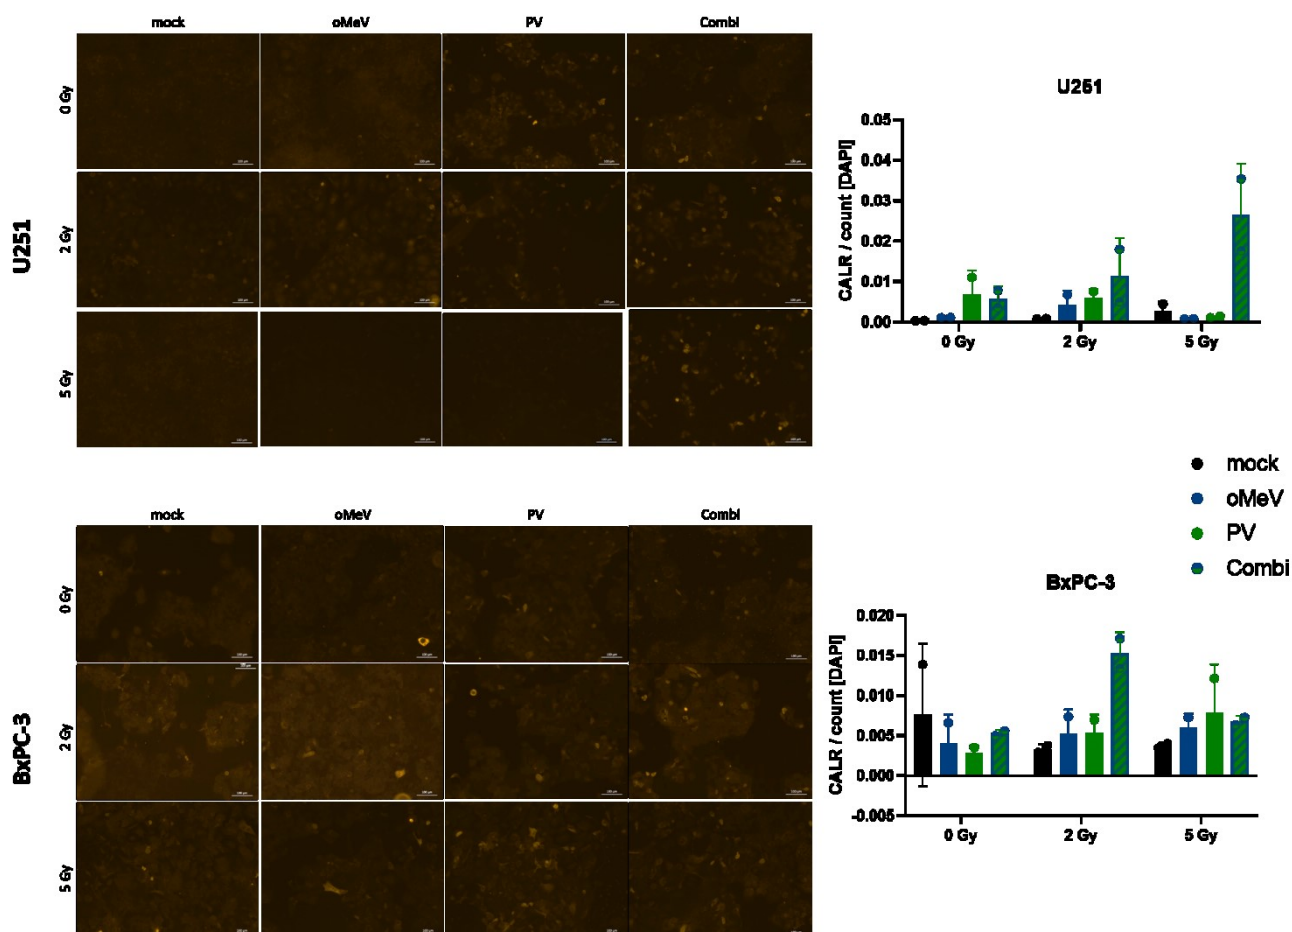 mock oMeV PV Combi
U251
0 Gy
2 Gy
5 Gy
U251
CALR / count [DAPI]
0.05
0.04
0.03
0.02
0.01
0.00
0 Gy 2 Gy 5 Gy
mock
oMeV
PV
Combi
mock oMeV PV Combi
BxPC-3
0 Gy
2 Gy
5 Gy
BxPC-3
CALR / count [DAPI]
0.020
0.015
0.010
0.005
0.000
-0.005
0 Gy 2 Gy 5 Gy